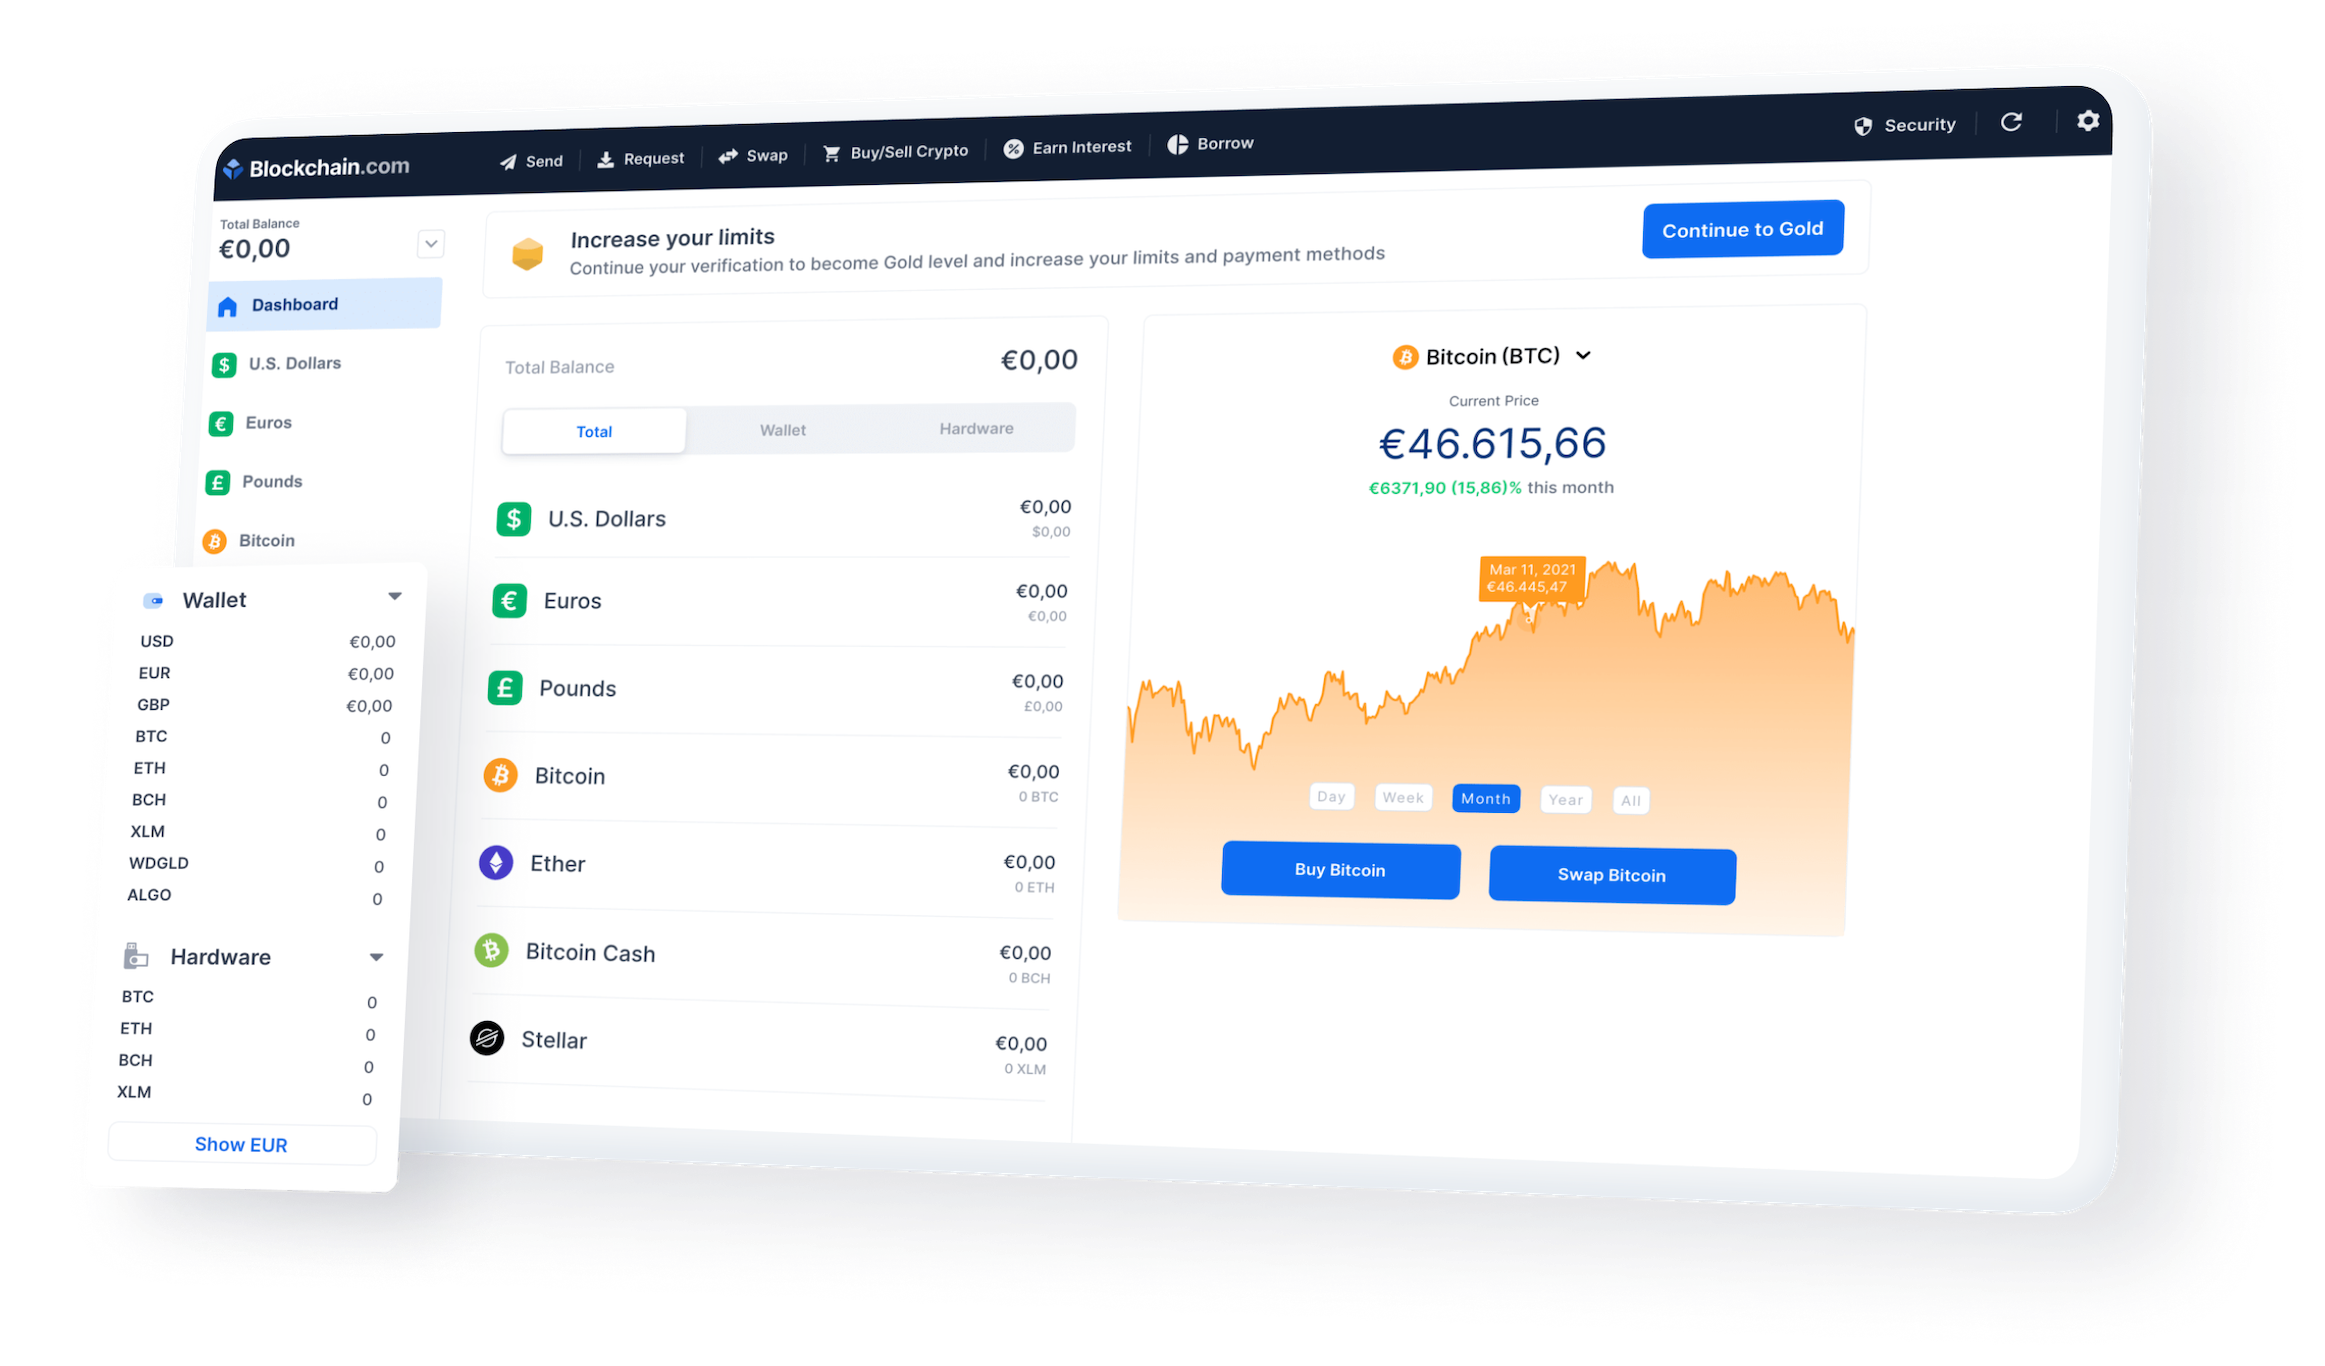 Blockchain.com
Send
Request
Swap
Buy/Sell Crypto
Earn Interest
Borrow
Security
Total Balance
€0,00
Dashboard
U.S. Dollars
Euros
Pounds
Bitcoin
Wallet
USD €0,00
EUR €0,00
GBP €0,00
BTC 0
ETH 0
BCH 0
XLM 0
WDGLD 0
ALGO 0
Hardware
BTC 0
ETH 0
BCH 0
XLM 0
Show EUR
Increase your limits
Continue your verification to become Gold level and increase your limits and payment methods
Continue to Gold
Total Balance €0,00
Total Wallet Hardware
U.S. Dollars €0,00
$0,00
Euros €0,00
€0,00
Pounds €0,00
£0,00
Bitcoin €0,00
0 BTC
Ether €0,00
0 ETH
Bitcoin Cash €0,00
0 BCH
Stellar €0,00
0 XLM
Bitcoin (BTC)
Current Price
€46.615,66
€6371,90 (15,86)% this month
Mar 11, 2021
€46.445,47
Day Week Month Year All
Buy Bitcoin
Swap Bitcoin